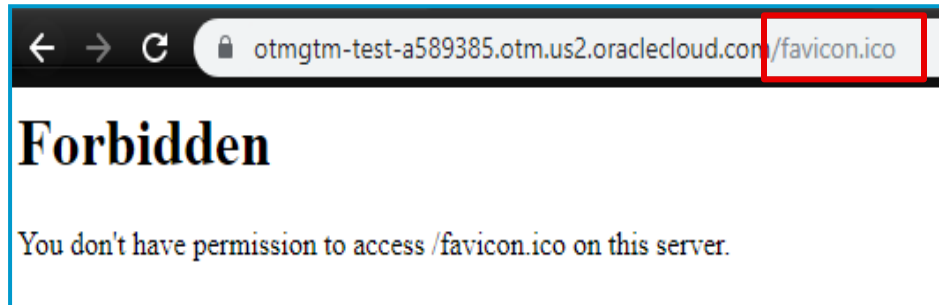 otmgtm-test-a589385.otm.us2.oraclecloud.com/favicon.ico
Forbidden
You don't have permission to access /favicon.ico on this server.